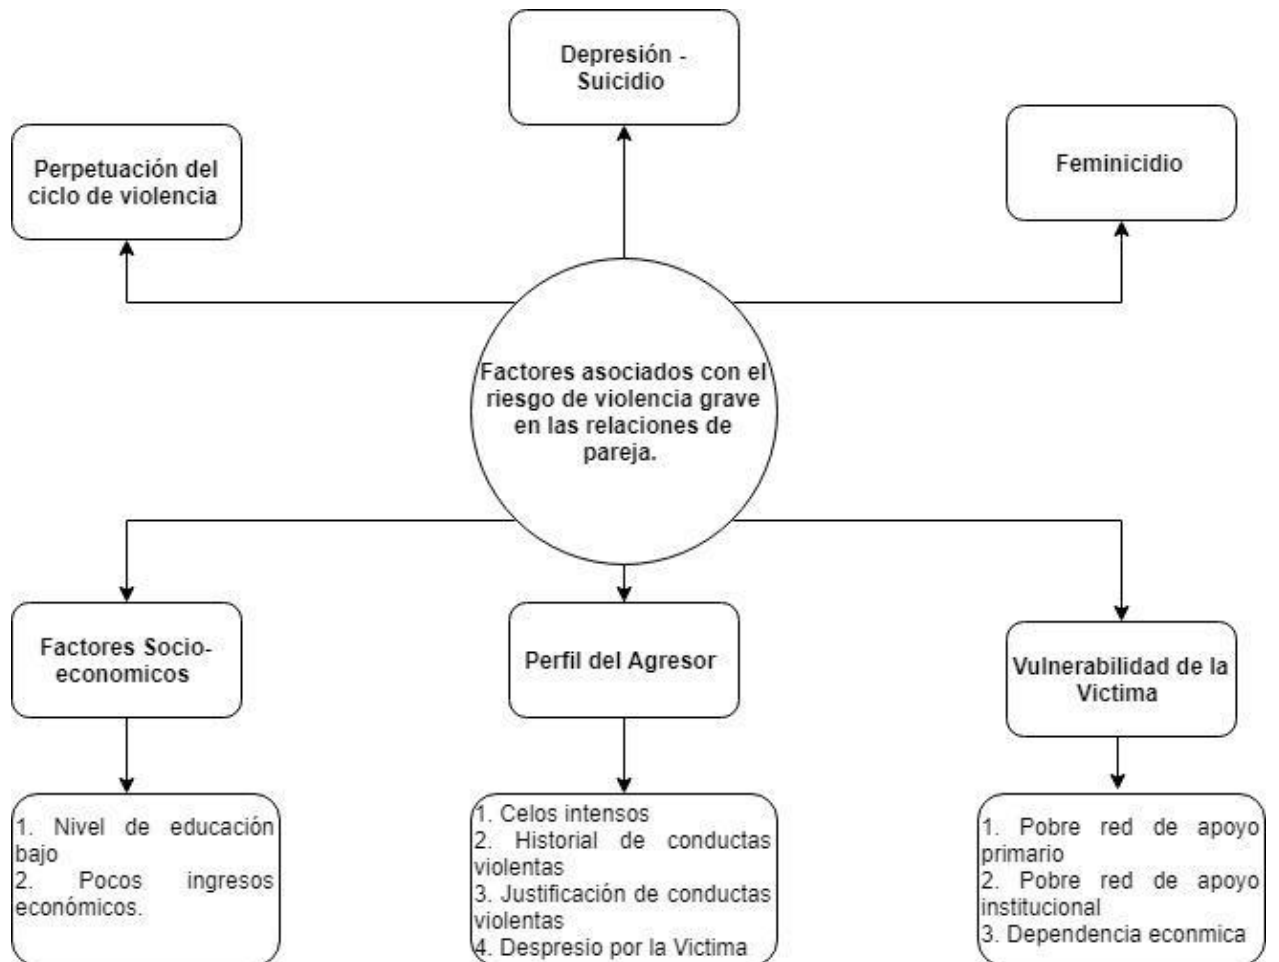 Depresión -
Suicidio
Perpetuación del
ciclo de violencia
Feminicidio
Factores asociados con el
riesgo de violencia grave
en las relaciones de
pareja.
Factores Socio-
economicos
Perfil del Agresor
Vulnerabilidad de la
Victima
1. Nivel de educación
bajo
2. Pocos ingresos
económicos.
1. Celos intensos
2. Historial de conductas
violentas
3. Justificación de conductas
violentas
4. Despresio por la Victima
1. Pobre red de apoyo
primario
2. Pobre red de apoyo
institucional
3. Dependencia econmica